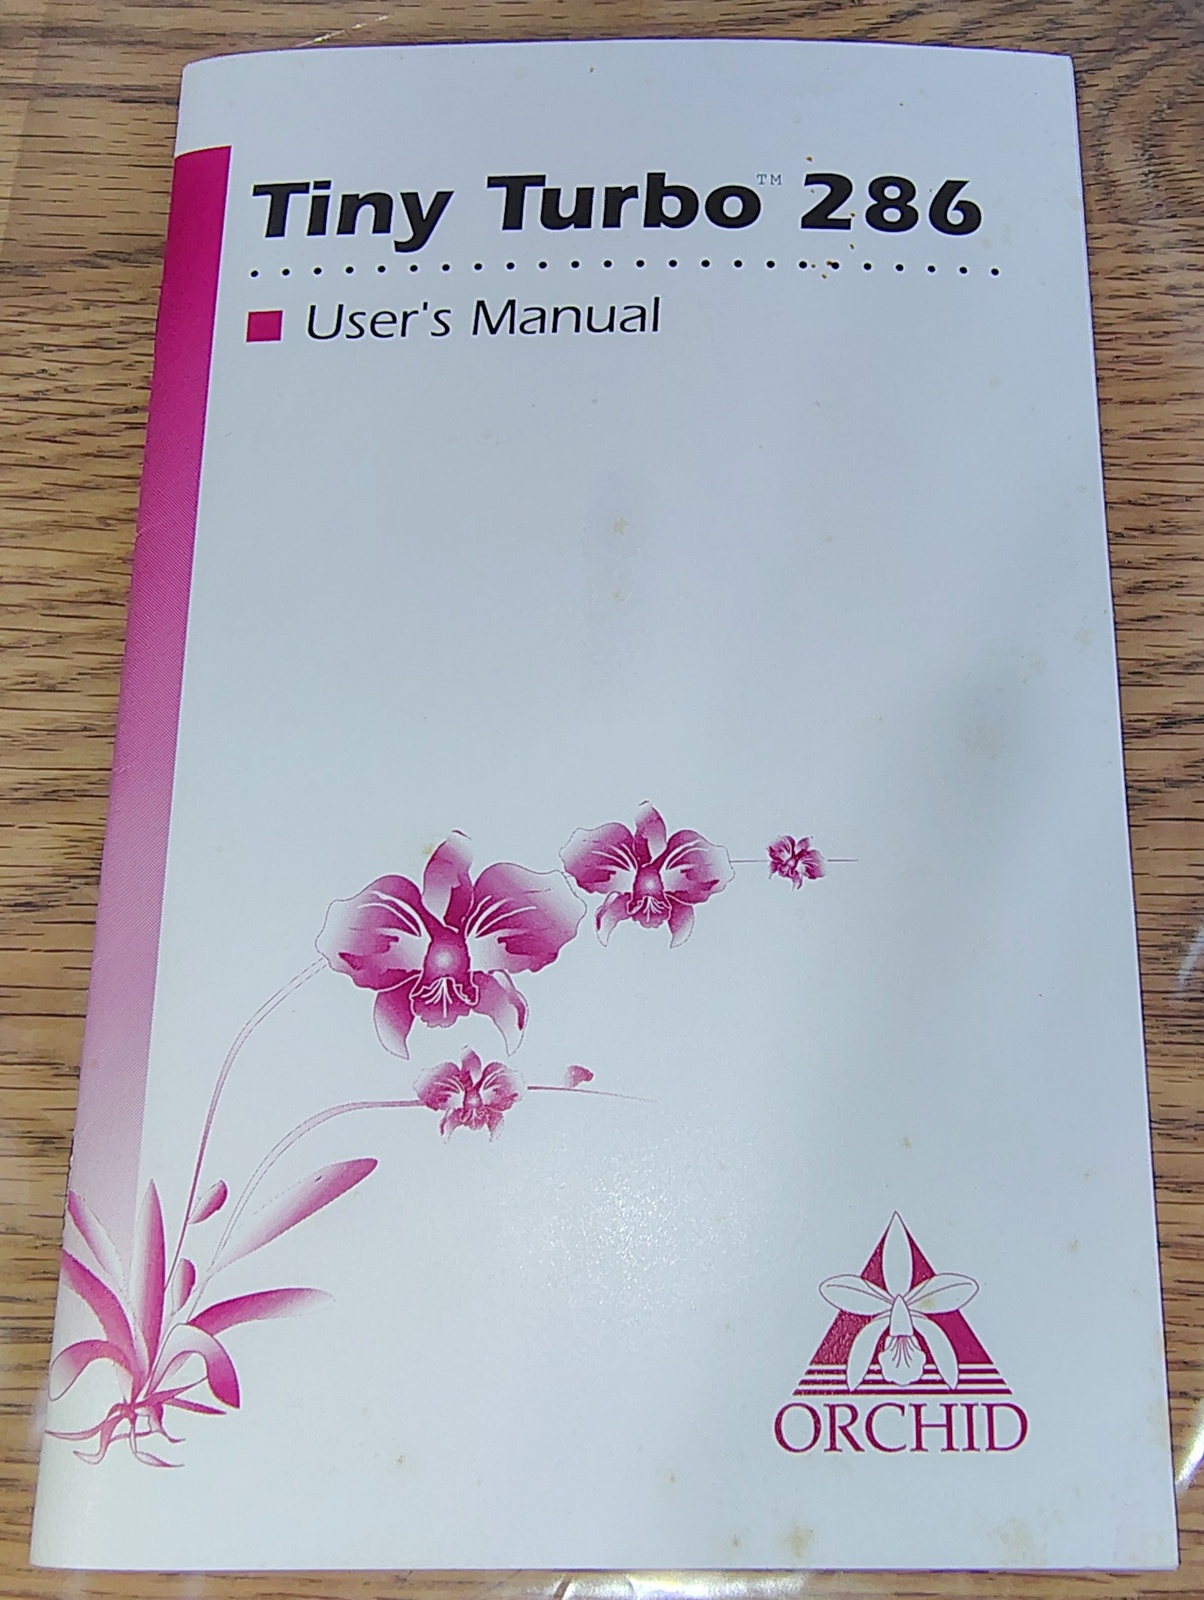 Tiny Turbo™ 286
User's Manual
ORCHID